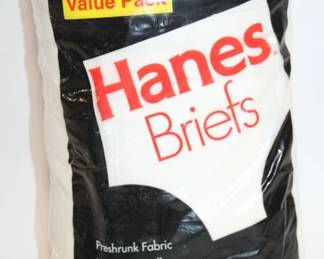 Value Pack
Hanes
Briefs
Preshrunk Fabric